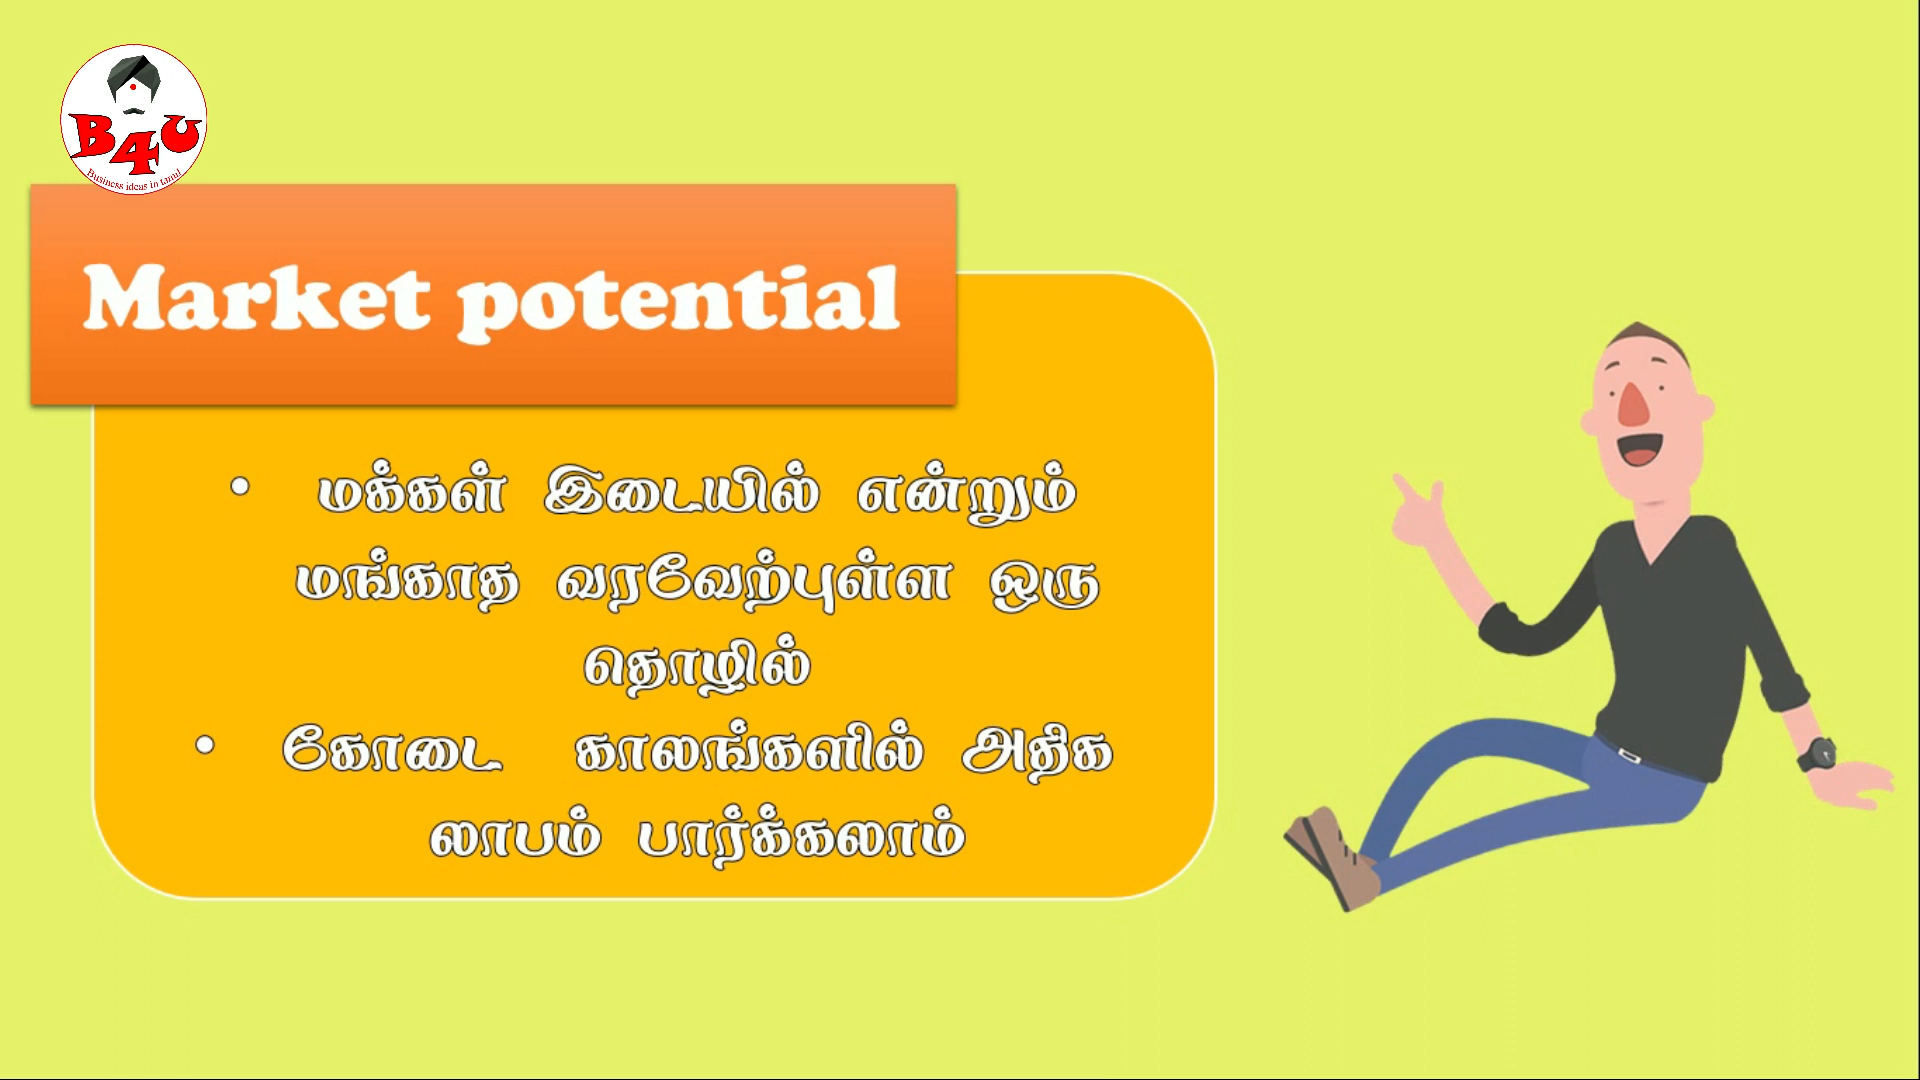 B4U
Business ideas in tamil
Market potential
• மக்கள் இடையில் என்றும்
மங்காத வரவேற்புள்ள ஒரு
தொழில்
• கோடை காலங்களில் அதிக
லாபம் பார்க்கலாம்